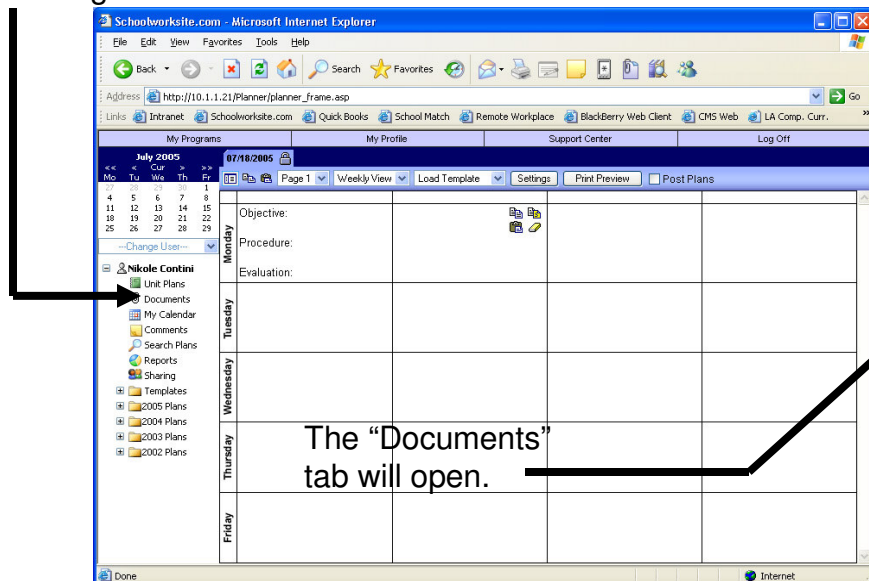 Schoolworksite.com - Microsoft Internet Explorer
File Edit View Favorites Tools Help
Back Search Favorites
Address http://10.1.1.21/Planner/planner_frame.asp Go
Links Intranet Schoolworksite.com Quick Books School Match Remote Workplace BlackBerry Web Client CMS Web LA Comp. Curr. »
My Programs My Profile Support Center Log Off
July 2005
<< < Cur > >>
Mo Tu We Th Fr
27 28 29 30 1
4 5 6 7 8
11 12 13 14 15
18 19 20 21 22
25 26 27 28 29
---Change User---
Nikole Contini
Unit Plans
Documents
My Calendar
Comments
Search Plans
Reports
Sharing
Templates
2005 Plans
2004 Plans
2003 Plans
2002 Plans
07/18/2005
Page 1 Weekly View Load Template Settings Print Preview Post Plans
Monday
Objective:
Procedure:
Evaluation:
Tuesday
Wednesday
Thursday
Friday
The “Documents”
tab will open.
Done Internet